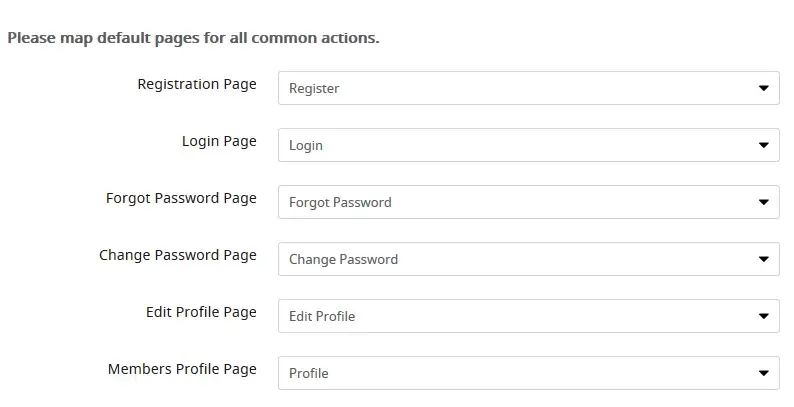 Please map default pages for all common actions.
Registration Page Register
Login Page Login
Forgot Password Page Forgot Password
Change Password Page Change Password
Edit Profile Page Edit Profile
Members Profile Page Profile